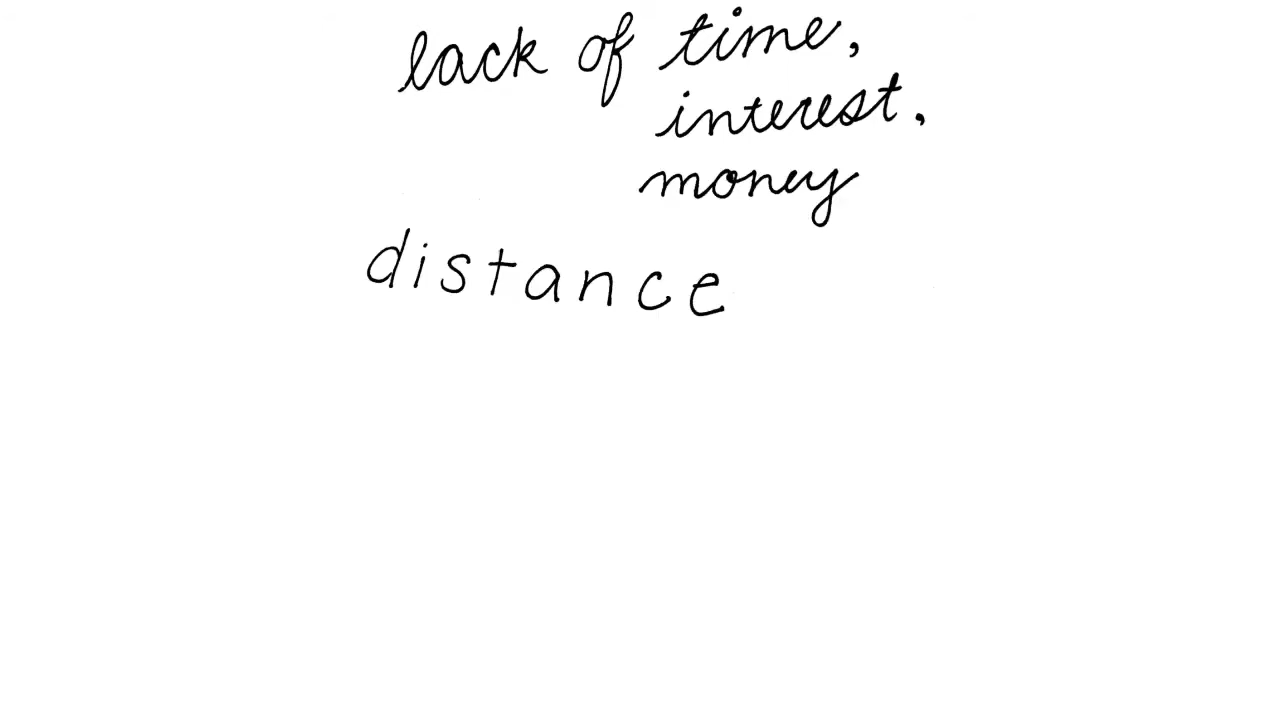 lack of time,
interest,
money
distance